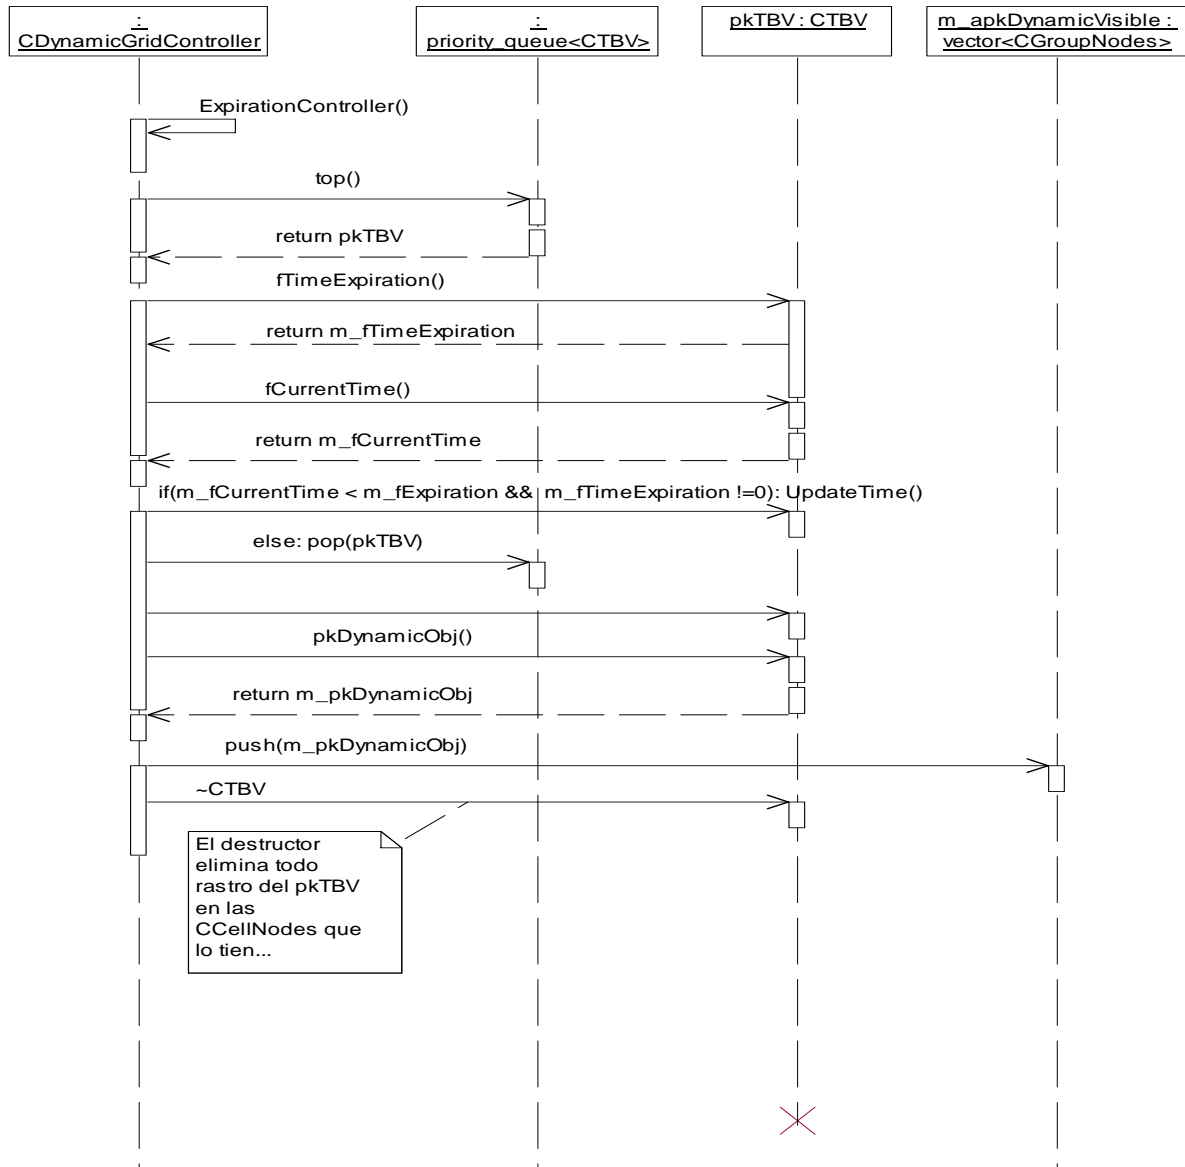 :
CDynamicGridController
:
priority_queue<CTBV>
pkTBV : CTBV
m_apkDynamicVisible :
vector<CGroupNodes>
ExpirationController()
top()
return pkTBV
fTimeExpiration()
return m_fTimeExpiration
fCurrentTime()
return m_fCurrentTime
if(m_fCurrentTime < m_fExpiration && m_fTimeExpiration !=0): UpdateTime()
else: pop(pkTBV)
pkDynamicObj()
return m_pkDynamicObj
push(m_pkDynamicObj)
~CTBV
El destructor
elimina todo
rastro del pkTBV
en las
CCellNodes que
lo tien...